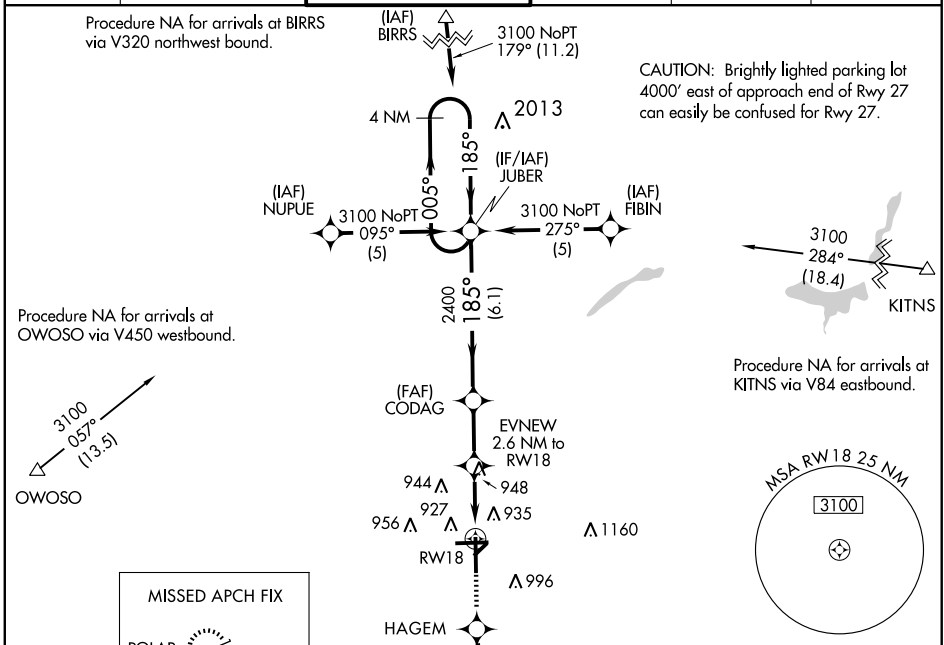 Procedure NA for arrivals at BIRRS
via V320 northwest bound.
(IAF)
BIRRS
3100 NoPT
179° (11.2)
CAUTION: Brightly lighted parking lot
4000' east of approach end of Rwy 27
can easily be confused for Rwy 27.
4 NM
2013
185°
005°
(IF/IAF)
JUBER
(IAF)
NUPUE
3100 NoPT
095°
(5)
3100 NoPT
275°
(5)
(IAF)
FIBIN
3100
284°
(18.4)
KITNS
2400
185°
(6.1)
Procedure NA for arrivals at
OWOSO via V450 westbound.
Procedure NA for arrivals at
KITNS via V84 eastbound.
3100
057°
(13.5)
OWOSO
(FAF)
CODAG
EVNEW
2.6 NM to
RW18
944
948
927
935
956
1160
RW18
996
MSA RW18 25 NM
3100
MISSED APCH FIX
HAGEM